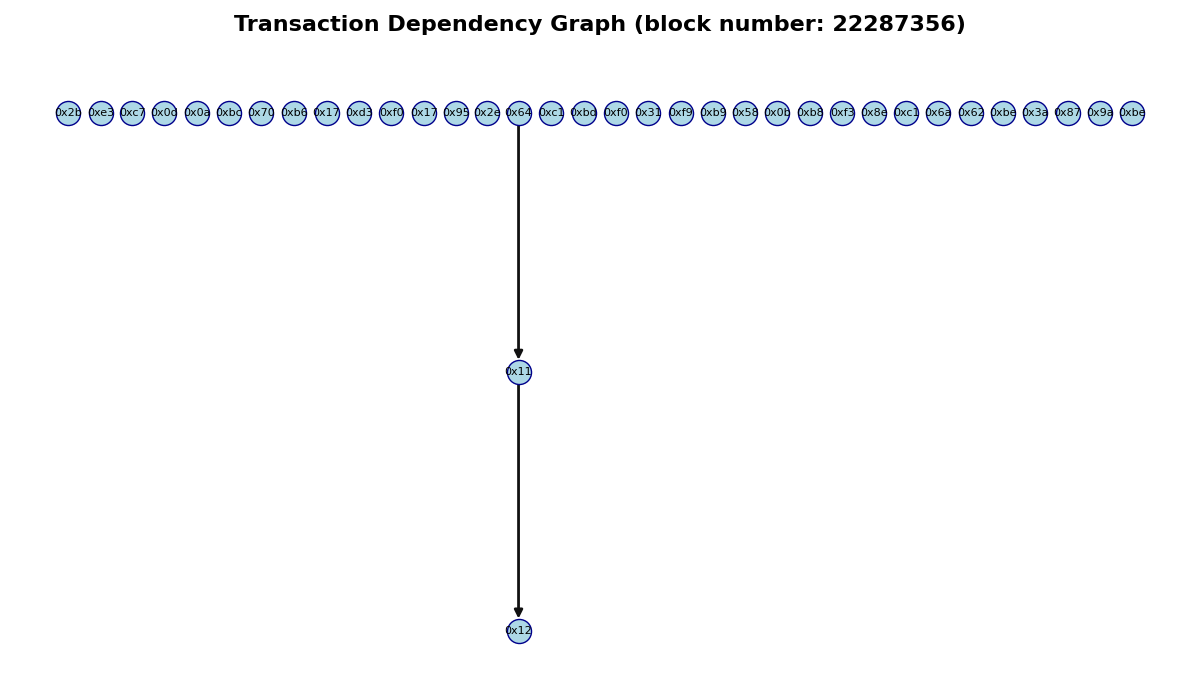 Transaction Dependency Graph (block number: 22287356)
0x2b 0xe3 0xc7 0x0d 0x0a 0xbc 0x70 0xb6 0x17 0xd3 0xf0 0x17 0x95 0x2e 0x64 0xc1 0xbd 0xf0 0x31 0xf9 0xb9 0x58 0x0b 0xb8 0xf3 0x8e 0xc1 0x6a 0x62 0xbe 0x3a 0x87 0x9a 0xbe
0x11
0x12